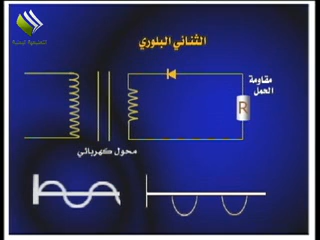 الثنائي البلوري
مقاومة
الحمل
R
محول كهربائي